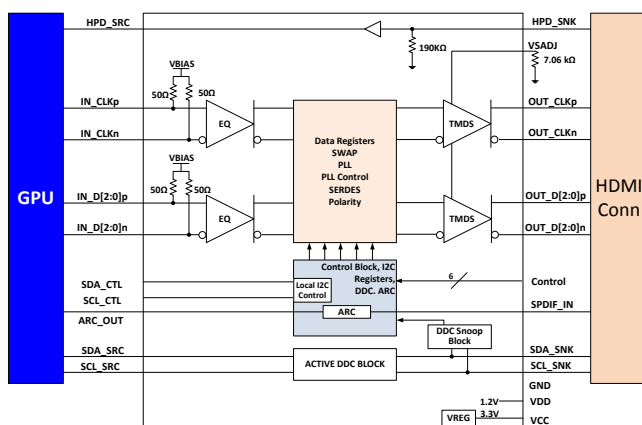 HPD_SRC
HPD_SNK
190KΩ
VSADJ
7.06 kΩ
VBIAS
50Ω
50Ω
IN_CLKp
IN_CLKn
EQ
TMDS
OUT_CLKp
OUT_CLKn
Data Registers
SWAP
PLL
PLL Control
SERDES
Polarity
VBIAS
50Ω
50Ω
GPU
HDMI
Conn
IN_D[2:0]p
IN_D[2:0]n
EQ
TMDS
OUT_D[2:0]p
OUT_D[2:0]n
Control Block, I2C
Registers,
DDC. ARC
Local I2C
Control
6
Control
SDA_CTL
SCL_CTL
ARC_OUT
ARC
SPDIF_IN
DDC Snoop
Block
SDA_SRC
SCL_SRC
ACTIVE DDC BLOCK
SDA_SNK
SCL_SNK
GND
1.2V
VDD
VREG
3.3V
VCC